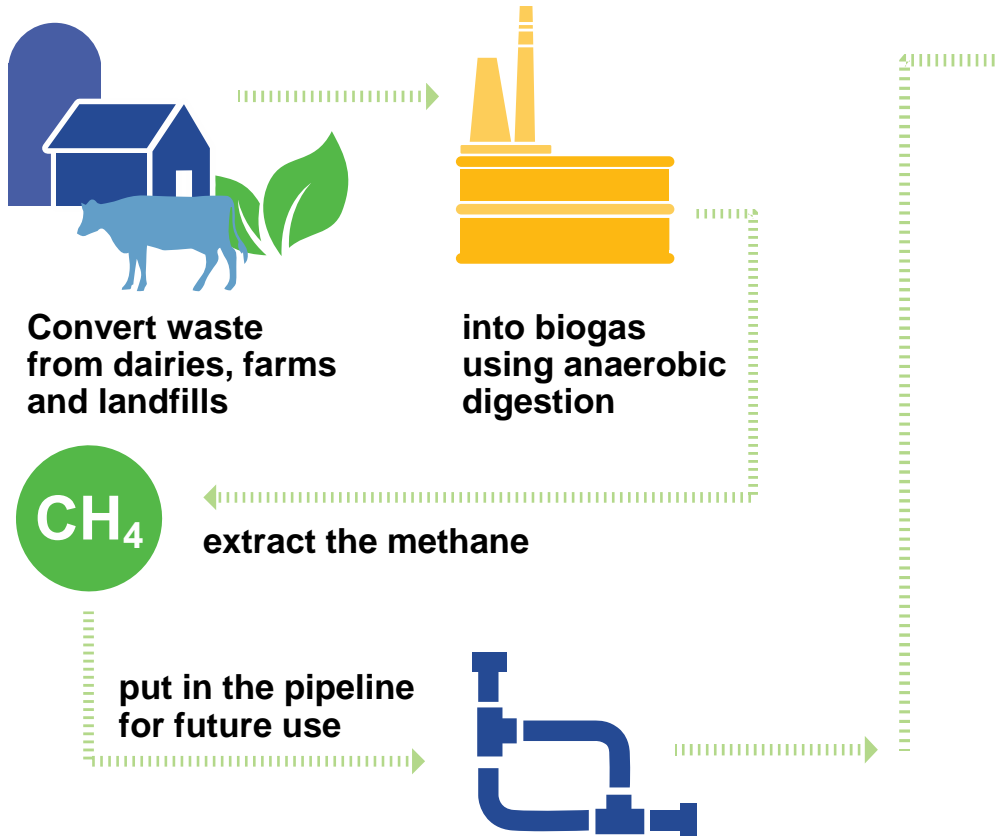 Convert waste
from dairies, farms
and landfills
into biogas
using anaerobic
digestion
CH₄
extract the methane
put in the pipeline
for future use